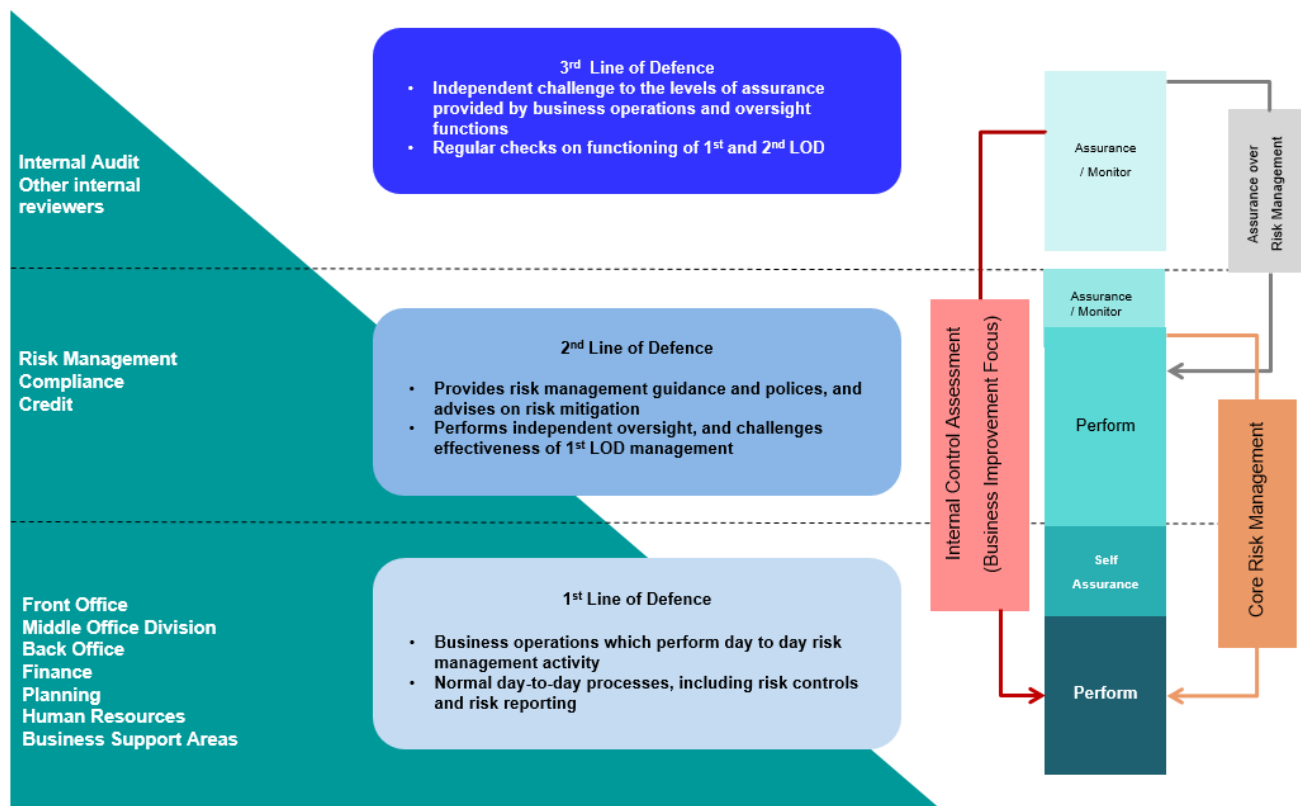 3rd Line of Defence
• Independent challenge to the levels of assurance
provided by business operations and oversight
functions
• Regular checks on functioning of 1st and 2nd LOD
Internal Audit
Other internal
reviewers
Assurance
/ Monitor
Assurance over
Risk Management
2nd Line of Defence
• Provides risk management guidance and polices, and
advises on risk mitigation
• Performs independent oversight, and challenges
effectiveness of 1st LOD management
Risk Management
Compliance
Credit
Assurance
/ Monitor
Perform
Internal Control Assessment
(Business Improvement Focus)
Core Risk Management
1st Line of Defence
• Business operations which perform day to day risk
management activity
• Normal day-to-day processes, including risk controls
and risk reporting
Front Office
Middle Office Division
Back Office
Finance
Planning
Human Resources
Business Support Areas
Self
Assurance
Perform